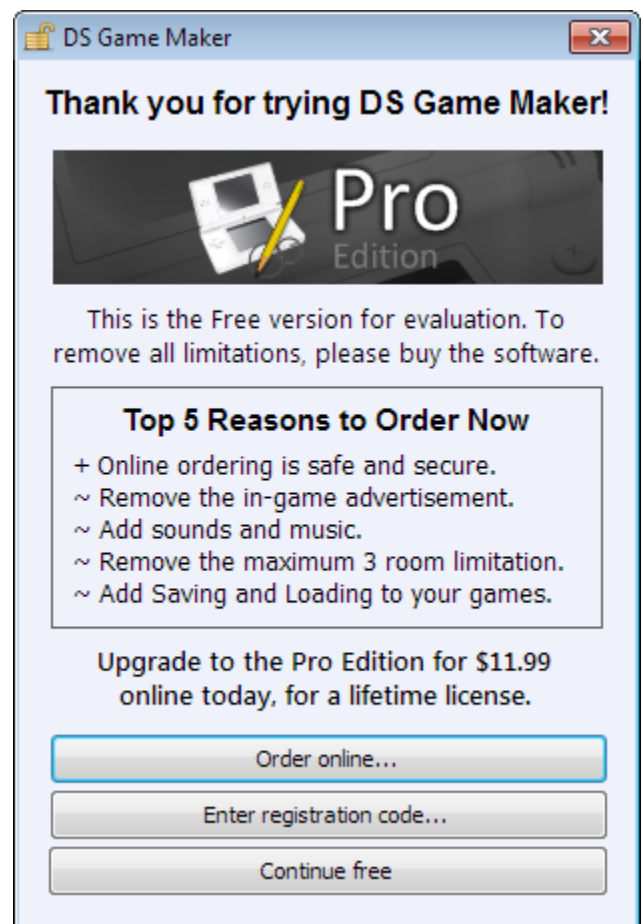 DS Game Maker
Thank you for trying DS Game Maker!
Pro
Edition
This is the Free version for evaluation. To
remove all limitations, please buy the software.
Top 5 Reasons to Order Now
+ Online ordering is safe and secure.
~ Remove the in-game advertisement.
~ Add sounds and music.
~ Remove the maximum 3 room limitation.
~ Add Saving and Loading to your games.
Upgrade to the Pro Edition for $11.99
online today, for a lifetime license.
Order online...
Enter registration code...
Continue free